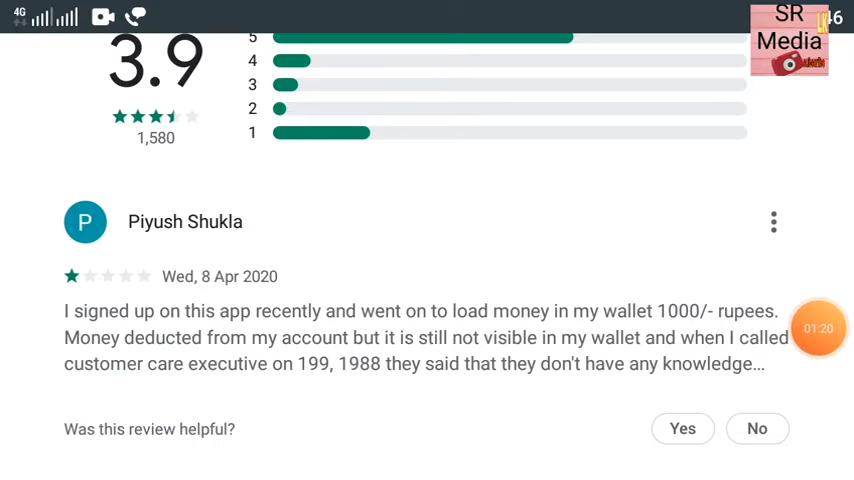 4G
46
SR
Media
3.9
5
4
3
2
1
1,580
P
Piyush Shukla
Wed, 8 Apr 2020
I signed up on this app recently and went on to load money in my wallet 1000/- rupees.
Money deducted from my account but it is still not visible in my wallet and when I called
customer care executive on 199, 1988 they said that they don't have any knowledge...
01:20
Was this review helpful?
Yes
No